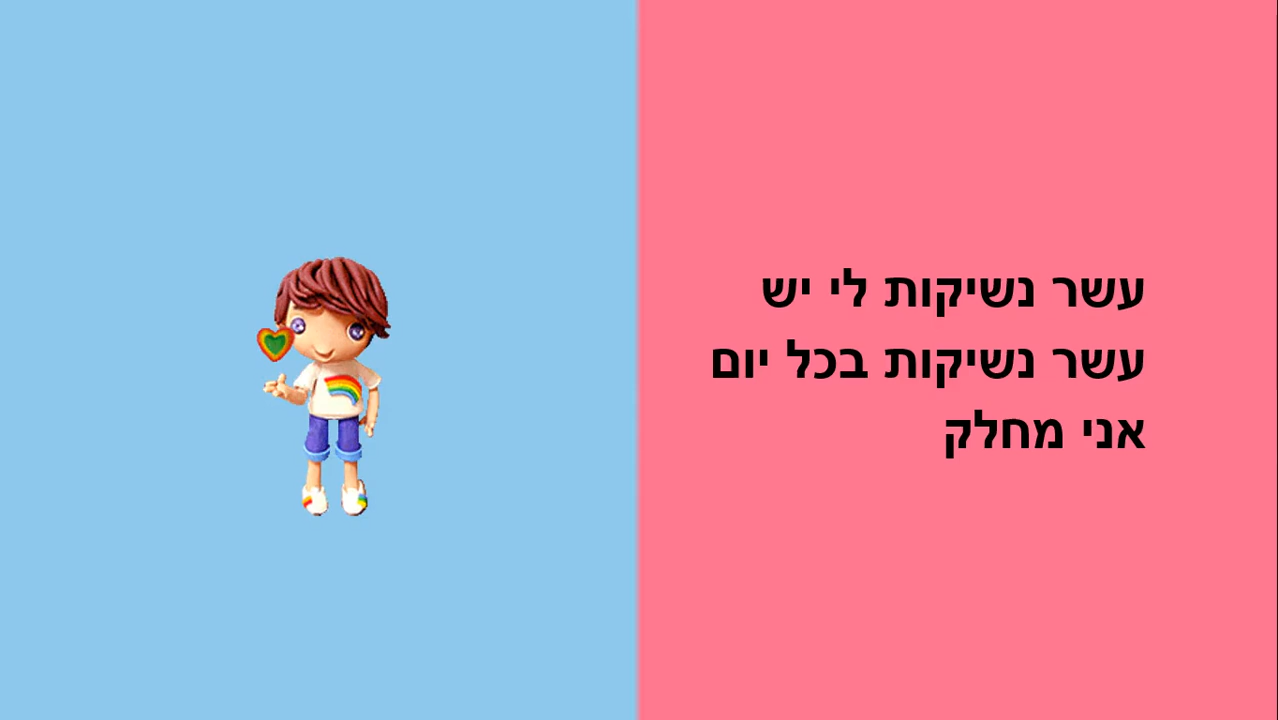 עשר נשיקות לי יש
עשר נשיקות בכל יום
אני מחלק